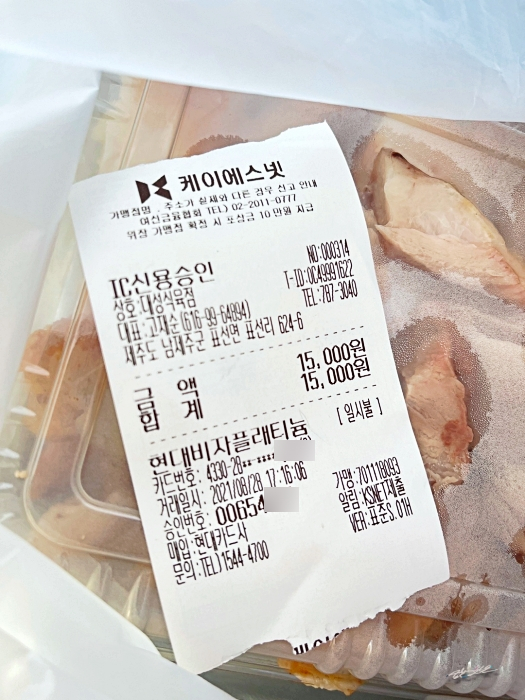 케이에스넷
가맹점명, 주소가 실제와 다른 경우 신고 안내
여신금융협회 TEL) 02-2011-0777
위장 가맹점 확정 시 포상금 10 만원 지급
IC신용승인
NO:000314
상호:대성식육점
T-ID:0C49991622
대표:고재순(616-99-64894)
TEL:787-3040
제주도 남제주군 표선면 표선리 624-6
금 액 15,000원
합 계 15,000원
[ 일시불 ]
현대비자플래티늄
카드번호: 4330-28**-****
거래일시: 2021/08/28 17:16:06
가맹:701118093
승인번호: 00654
알림:KSNET제출
매입:현대카드사
VER:표준S.01H
문의:TEL)1544-4700